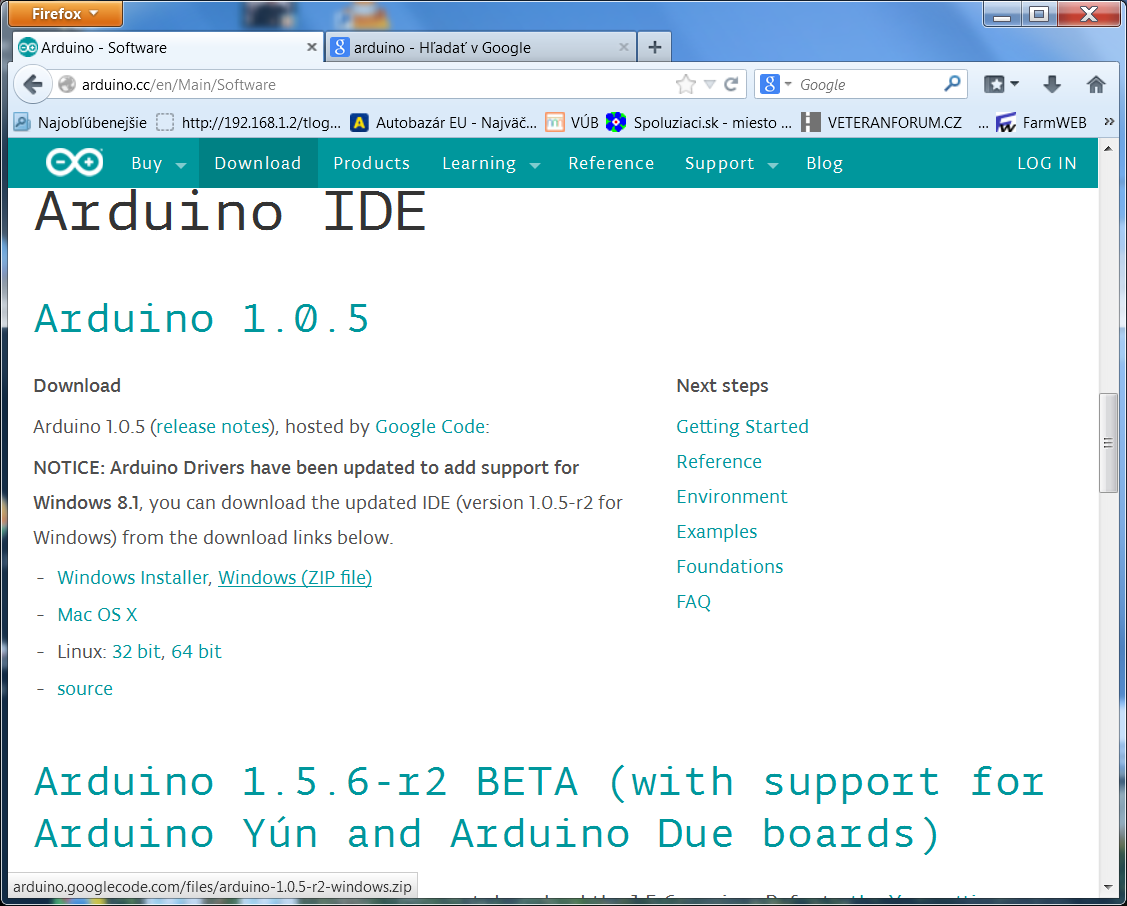 Firefox
Arduino - Software
arduino - Hľadať v Google
arduino.cc/en/Main/Software
Google
Najobľúbenejšie
http://192.168.1.2/tlog...
Autobazár EU - Najväč...
VÚB
Spoluziaci.sk - miesto ...
VETERANFORUM.CZ ...
FarmWEB
Buy
Download
Products
Learning
Reference
Support
Blog
LOG IN
Arduino IDE
Arduino 1.0.5
Download
Arduino 1.0.5 (release notes), hosted by Google Code:
NOTICE: Arduino Drivers have been updated to add support for
Windows 8.1, you can download the updated IDE (version 1.0.5-r2 for
Windows) from the download links below.
- Windows Installer, Windows (ZIP file)
- Mac OS X
- Linux: 32 bit, 64 bit
- source
Next steps
Getting Started
Reference
Environment
Examples
Foundations
FAQ
Arduino 1.5.6-r2 BETA (with support for
Arduino Yún and Arduino Due boards)
arduino.googlecode.com/files/arduino-1.0.5-r2-windows.zip